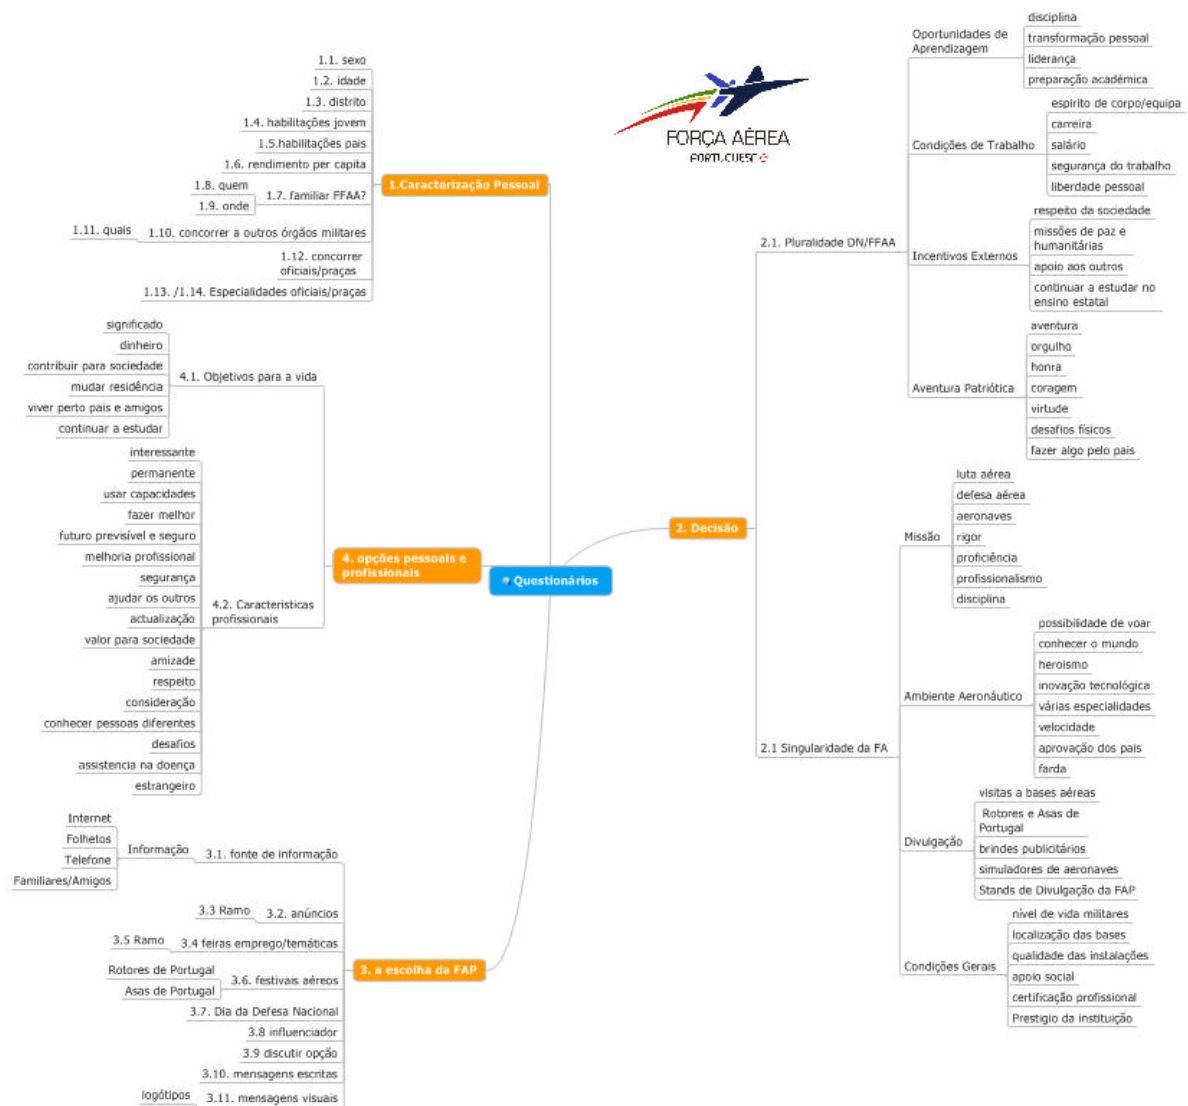 1.1. sexo
1.2. idade
1.3. distrito
1.4. habilitações jovem
1.5.habilitações pais
1.6. rendimento per capita
1.8. quem
1.9. onde
1.7. familiar FFAA?
1.11. quais
1.10. concorrer a outros órgãos militares
1.12. concorrer
oficiais/praças
1.13. /1.14. Especialidades oficiais/praças
1.Caracterização Pessoal
significado
dinheiro
contribuir para sociedade
mudar residência
viver perto pais e amigos
continuar a estudar
4.1. Objetivos para a vida
interessante
permanente
usar capacidades
fazer melhor
futuro previsível e seguro
melhoria profissional
segurança
ajudar os outros
actualização
valor para sociedade
amizade
respeito
consideração
conhecer pessoas diferentes
desafios
assistencia na doença
estrangeiro
4.2. Caracteristicas
profissionais
4. opções pessoais e
profissionais
Internet
Folhetos
Telefone
Familiares/Amigos
Informação
3.1. fonte de informação
3.3 Ramo
3.2. anúncios
3.5 Ramo
3.4 feiras emprego/temáticas
Rotores de Portugal
Asas de Portugal
3.6. festivais aéreos
3.7. Dia da Defesa Nacional
3.8 influenciador
3.9 discutir opção
3.10. mensagens escritas
logótipos
3.11. mensagens visuais
3. a escolha da FAP
Questionários
FORÇA AÉREA
PORTUGUESA
2. Decisão
2.1. Pluralidade DN/FFAA
Oportunidades de
Aprendizagem
disciplina
transformação pessoal
liderança
preparação académica
Condições de Trabalho
espirito de corpo/equipa
carreira
salário
segurança do trabalho
liberdade pessoal
Incentivos Externos
respeito da sociedade
missões de paz e
humanitárias
apoio aos outros
continuar a estudar no
ensino estatal
Aventura Patriótica
aventura
orgulho
honra
coragem
virtude
desafios físicos
fazer algo pelo pais
2.1 Singularidade da FA
Missão
luta aérea
defesa aérea
aeronaves
rigor
proficiência
profissionalismo
disciplina
Ambiente Aeronáutico
possibilidade de voar
conhecer o mundo
heroismo
inovação tecnológica
várias especialidades
velocidade
aprovação dos pais
farda
Divulgação
visitas a bases aéreas
Rotores e Asas de
Portugal
brindes publicitários
simuladores de aeronaves
Stands de Divulgação da FAP
Condições Gerais
nível de vida militares
localização das bases
qualidade das instalações
apoio social
certificação profissional
Prestigio da instituição